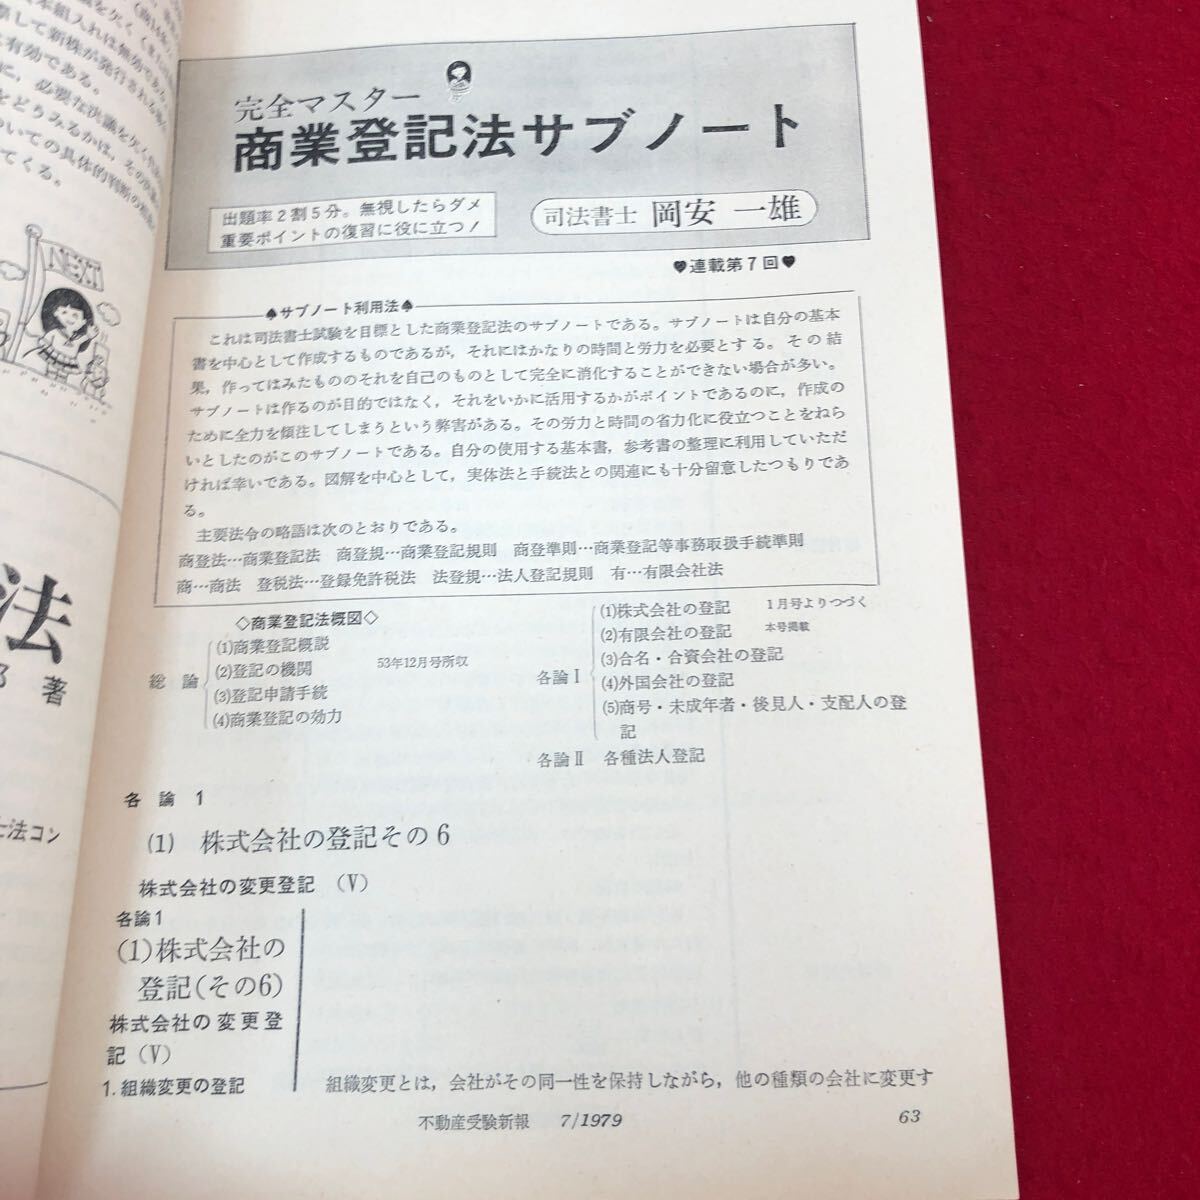 完全マスター
商業登記法サブノート
出題率2割5分。無視したらダメ
重要ポイントの復習に役に立つ!
司法書士 岡安 一雄
♥連載第7回♥
♠サブノート利用法♠
これは司法書士試験を目標とした商業登記法のサブノートである。サブノートは自分の基本
書を中心として作成するものであるが，それにはかなりの時間と労力を必要とする。その結
果，作ってはみたもののそれを自己のものとして完全に消化することができない場合が多い。
サブノートは作るのが目的ではなく，それをいかに活用するかがポイントであるのに，作成の
ために全力を傾注してしまうという弊害がある。その労力と時間の省力化に役立つことをねら
いとしたのがこのサブノートである。自分の使用する基本書，参考書の整理に利用していただ
ければ幸いである。図解を中心として，実体法と手続法との関連にも十分留意したつもりであ
る。
主要法令の略語は次のとおりである。
商登法…商業登記法　商登規…商業登記規則　商登準則…商業登記等事務取扱手続準則
商…商法　登税法…登録免許税法　法登規…法人登記規則　有…有限会社法
◇商業登記法概図◇
総　論
(1)商業登記概説
(2)登記の機関
(3)登記申請手続
(4)商業登記の効力
53年12月号所収
各論Ⅰ
(1)株式会社の登記　1月号よりつづく
(2)有限会社の登記　本号掲載
(3)合名・合資会社の登記
(4)外国会社の登記
(5)商号・未成年者・後見人・支配人の登
記
各論Ⅱ　各種法人登記
各　論　1
(1)　株式会社の登記その6
株式会社の変更登記　(V)
各論1
(1)株式会社の
登記(その6)
株式会社の変更登
記(V)
1.組織変更の登記
組織変更とは，会社がその同一性を保持しながら，他の種類の会社に変更す
不動産受験新報　7/1979
63
NEXT
法
著
士法コン
に有効である。
てくる。